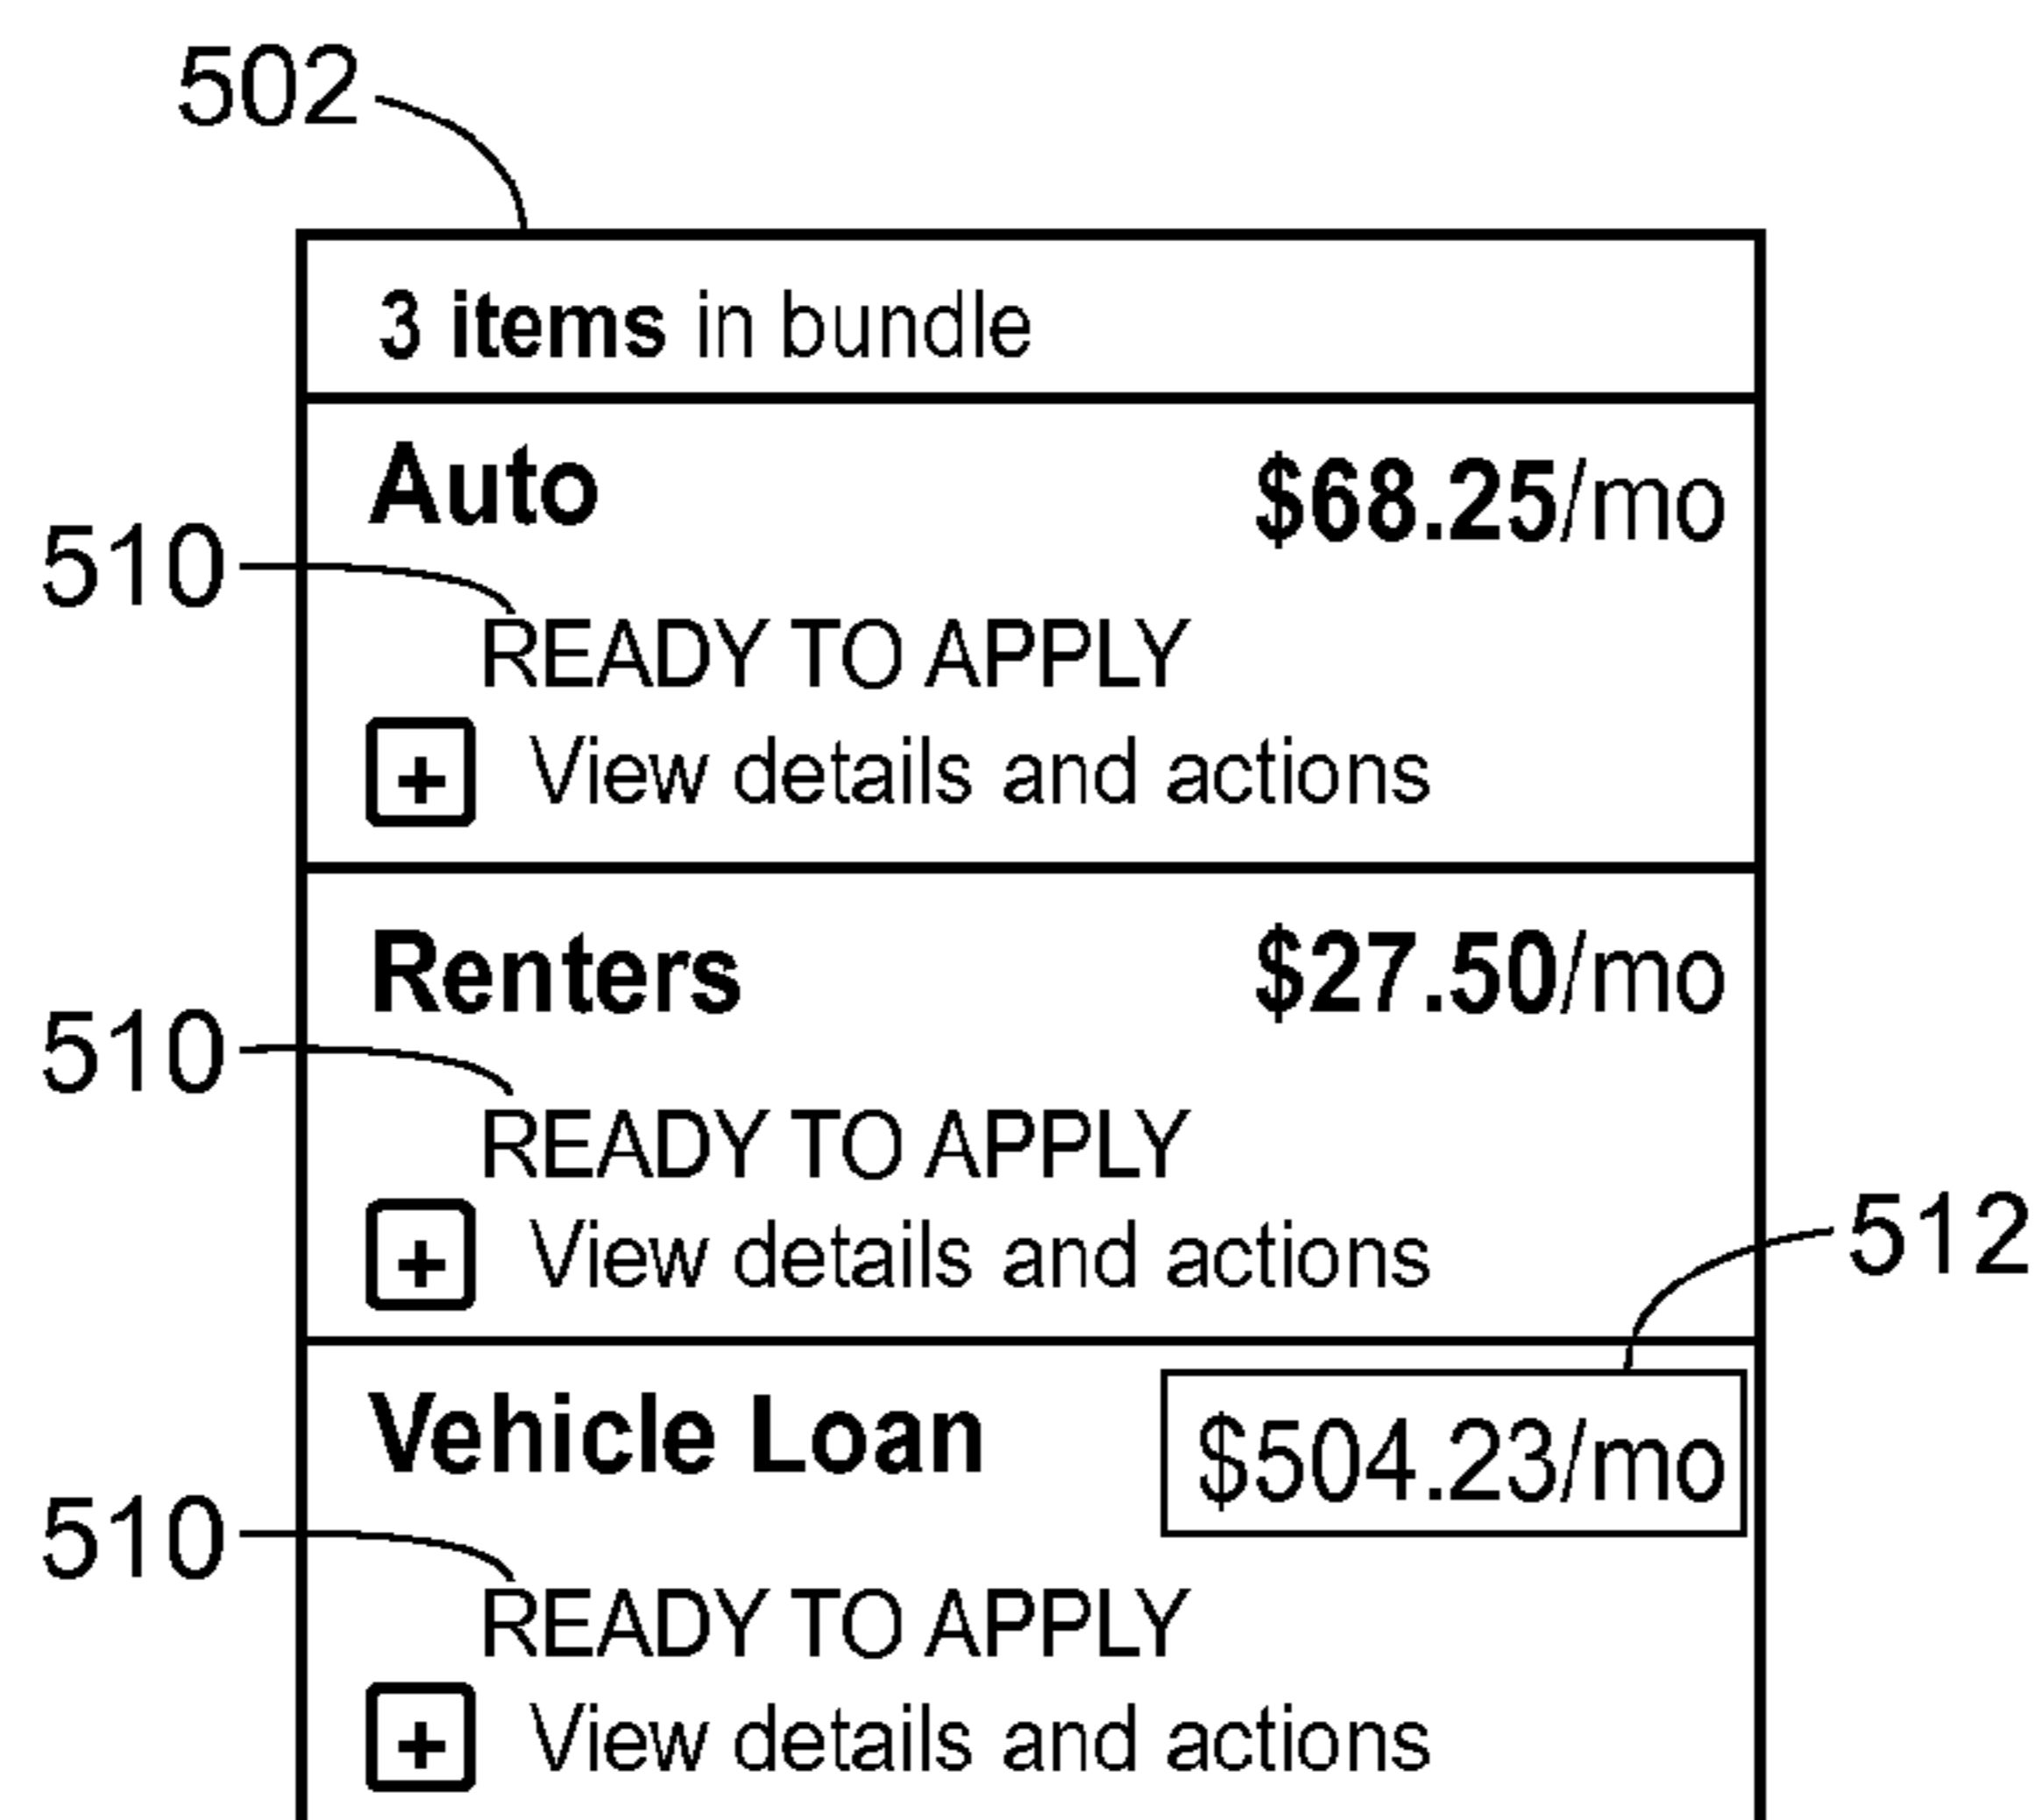 502
3 items in bundle
Auto $68.25/mo
510
READY TO APPLY
+ View details and actions
Renters $27.50/mo
510
READY TO APPLY
+ View details and actions
512
Vehicle Loan $504.23/mo
510
READY TO APPLY
+ View details and actions